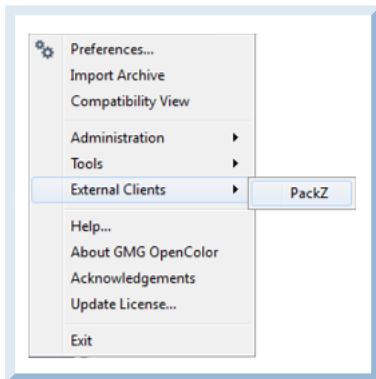 Preferences...
Import Archive
Compatibility View
Administration
Tools
External Clients
PackZ
Help...
About GMG OpenColor
Acknowledgements
Update License...
Exit